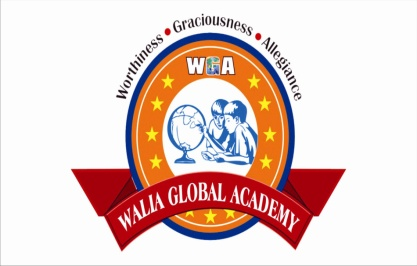 Worthiness • Graciousness • Allegiance
WGA
WALIA GLOBAL ACADEMY